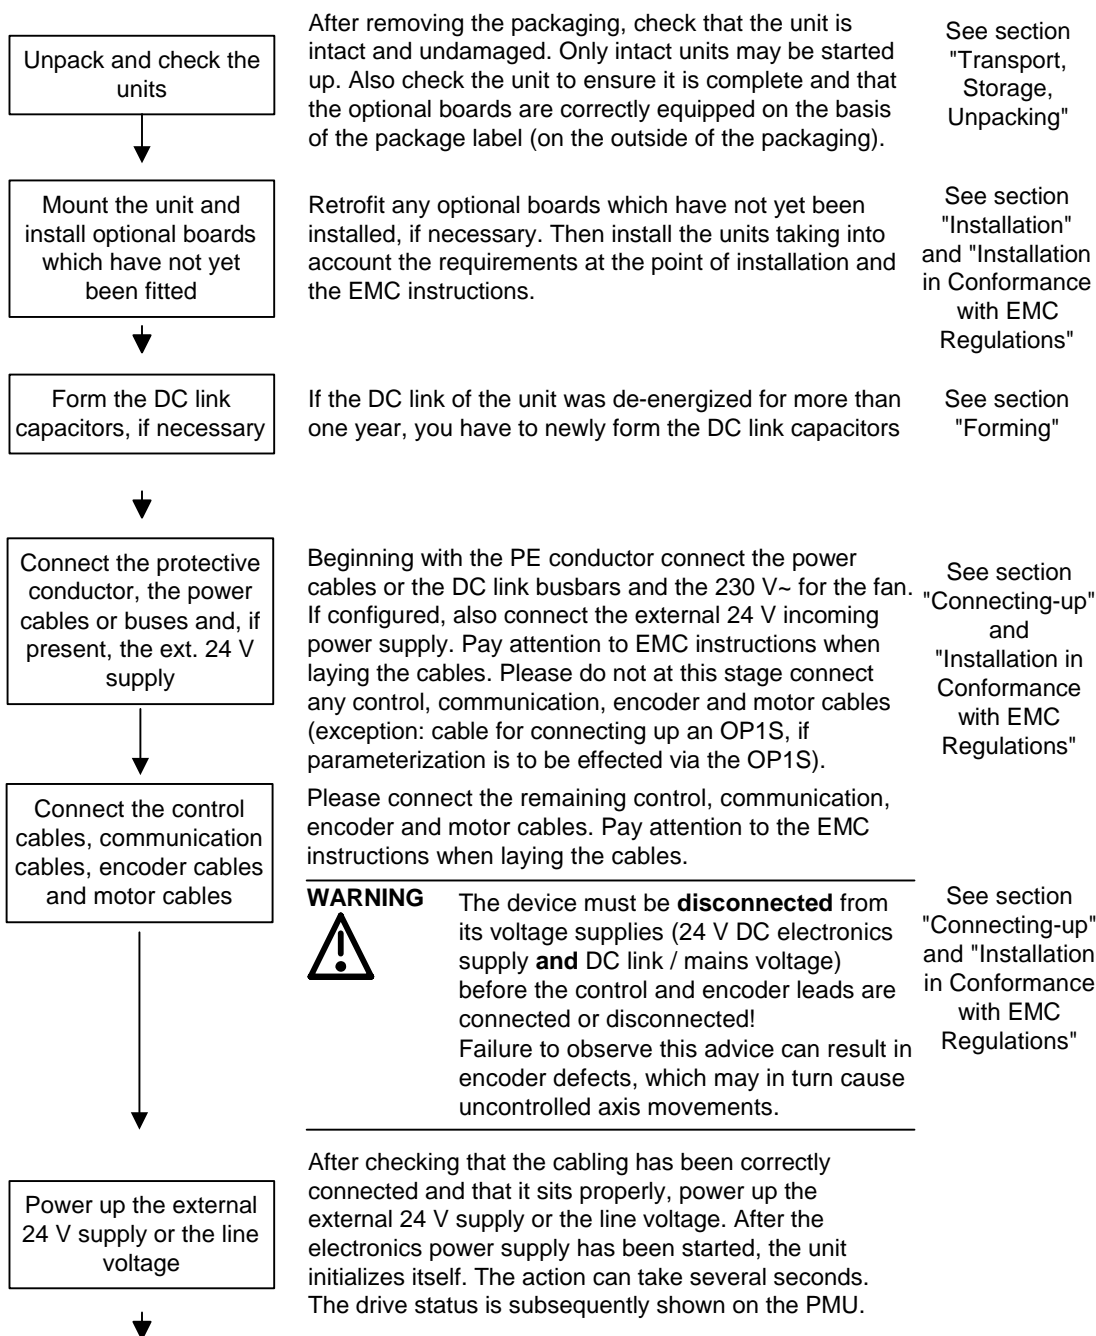 Unpack and check the
units
After removing the packaging, check that the unit is
intact and undamaged. Only intact units may be started
up. Also check the unit to ensure it is complete and that
the optional boards are correctly equipped on the basis
of the package label (on the outside of the packaging).
See section
"Transport,
Storage,
Unpacking"
Mount the unit and
install optional boards
which have not yet
been fitted
Retrofit any optional boards which have not yet been
installed, if necessary. Then install the units taking into
account the requirements at the point of installation and
the EMC instructions.
See section
"Installation"
and "Installation
in Conformance
with EMC
Regulations"
Form the DC link
capacitors, if necessary
If the DC link of the unit was de-energized for more than
one year, you have to newly form the DC link capacitors
See section
"Forming"
Connect the protective
conductor, the power
cables or buses and, if
present, the ext. 24 V
supply
Beginning with the PE conductor connect the power
cables or the DC link busbars and the 230 V~ for the fan.
If configured, also connect the external 24 V incoming
power supply. Pay attention to EMC instructions when
laying the cables. Please do not at this stage connect
any control, communication, encoder and motor cables
(exception: cable for connecting up an OP1S, if
parameterization is to be effected via the OP1S).
See section
"Connecting-up"
and
"Installation in
Conformance
with EMC
Regulations"
Connect the control
cables, communication
cables, encoder cables
and motor cables
Please connect the remaining control, communication,
encoder and motor cables. Pay attention to the EMC
instructions when laying the cables.
WARNING
The device must be disconnected from
its voltage supplies (24 V DC electronics
supply and DC link / mains voltage)
before the control and encoder leads are
connected or disconnected!
Failure to observe this advice can result in
encoder defects, which may in turn cause
uncontrolled axis movements.
See section
"Connecting-up"
and "Installation
in Conformance
with EMC
Regulations"
Power up the external
24 V supply or the line
voltage
After checking that the cabling has been correctly
connected and that it sits properly, power up the
external 24 V supply or the line voltage. After the
electronics power supply has been started, the unit
initializes itself. The action can take several seconds.
The drive status is subsequently shown on the PMU.